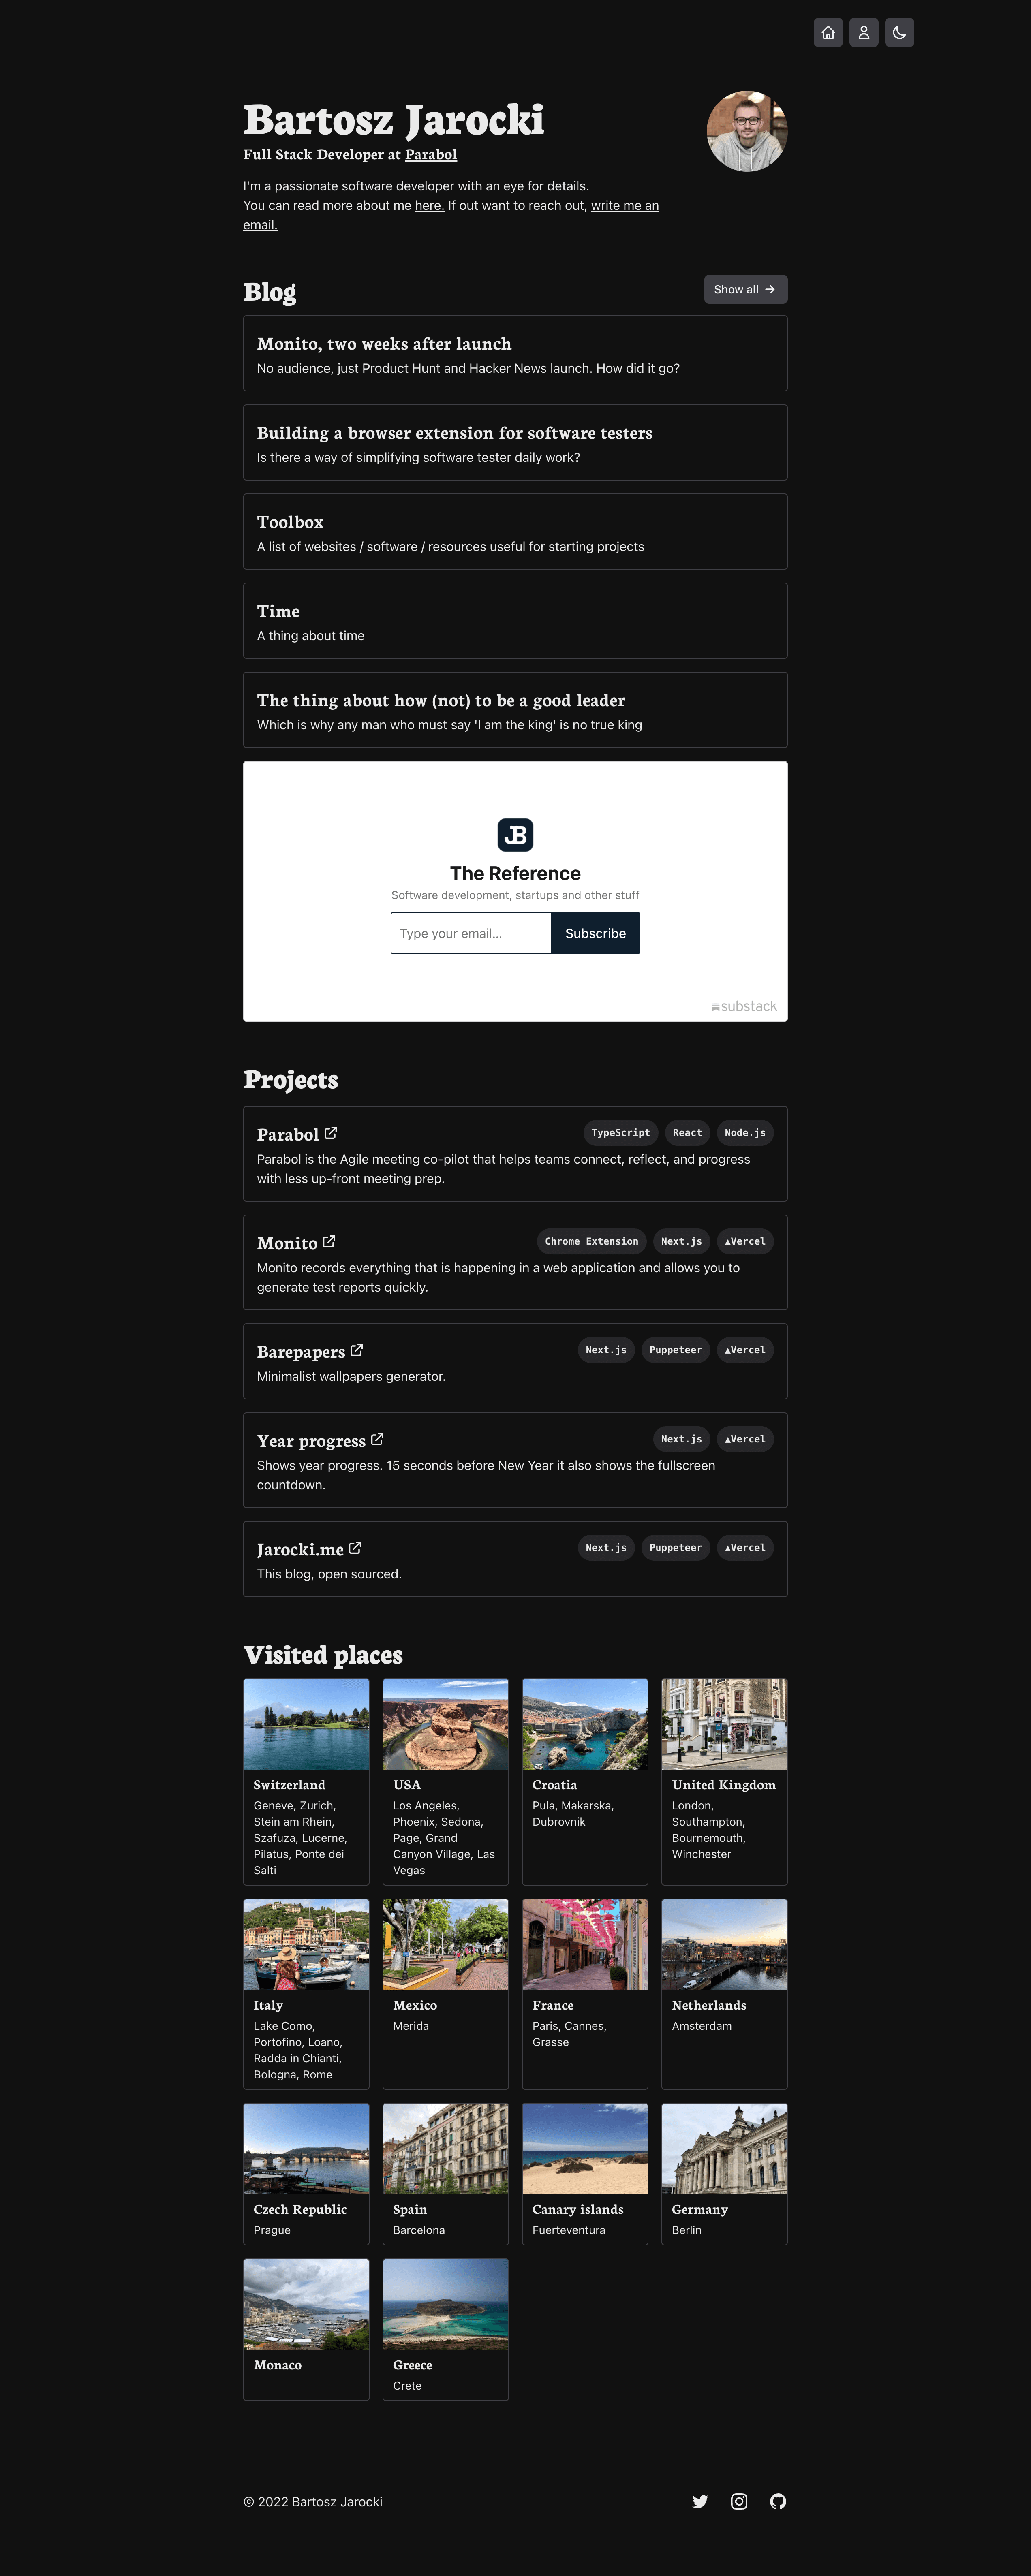 Bartosz Jarocki
Full Stack Developer at Parabol
I'm a passionate software developer with an eye for details.
You can read more about me here. If out want to reach out, write me an
email.
Blog
Show all →
Monito, two weeks after launch
No audience, just Product Hunt and Hacker News launch. How did it go?
Building a browser extension for software testers
Is there a way of simplifying software tester daily work?
Toolbox
A list of websites / software / resources useful for starting projects
Time
A thing about time
The thing about how (not) to be a good leader
Which is why any man who must say 'I am the king' is no true king
JB
The Reference
Software development, startups and other stuff
Type your email...
Subscribe
substack
Projects
Parabol
TypeScript React Node.js
Parabol is the Agile meeting co-pilot that helps teams connect, reflect, and progress
with less up-front meeting prep.
Monito
Chrome Extension Next.js ▲Vercel
Monito records everything that is happening in a web application and allows you to
generate test reports quickly.
Barepapers
Next.js Puppeteer ▲Vercel
Minimalist wallpapers generator.
Year progress
Next.js ▲Vercel
Shows year progress. 15 seconds before New Year it also shows the fullscreen
countdown.
Jarocki.me
Next.js Puppeteer ▲Vercel
This blog, open sourced.
Visited places
Switzerland
Geneve, Zurich,
Stein am Rhein,
Szafuza, Lucerne,
Pilatus, Ponte dei
Salti
USA
Los Angeles,
Phoenix, Sedona,
Page, Grand
Canyon Village, Las
Vegas
Croatia
Pula, Makarska,
Dubrovnik
United Kingdom
London,
Southampton,
Bournemouth,
Winchester
Italy
Lake Como,
Portofino, Loano,
Radda in Chianti,
Bologna, Rome
Mexico
Merida
France
Paris, Cannes,
Grasse
Netherlands
Amsterdam
Czech Republic
Prague
Spain
Barcelona
Canary islands
Fuerteventura
Germany
Berlin
Monaco
Greece
Crete
© 2022 Bartosz Jarocki